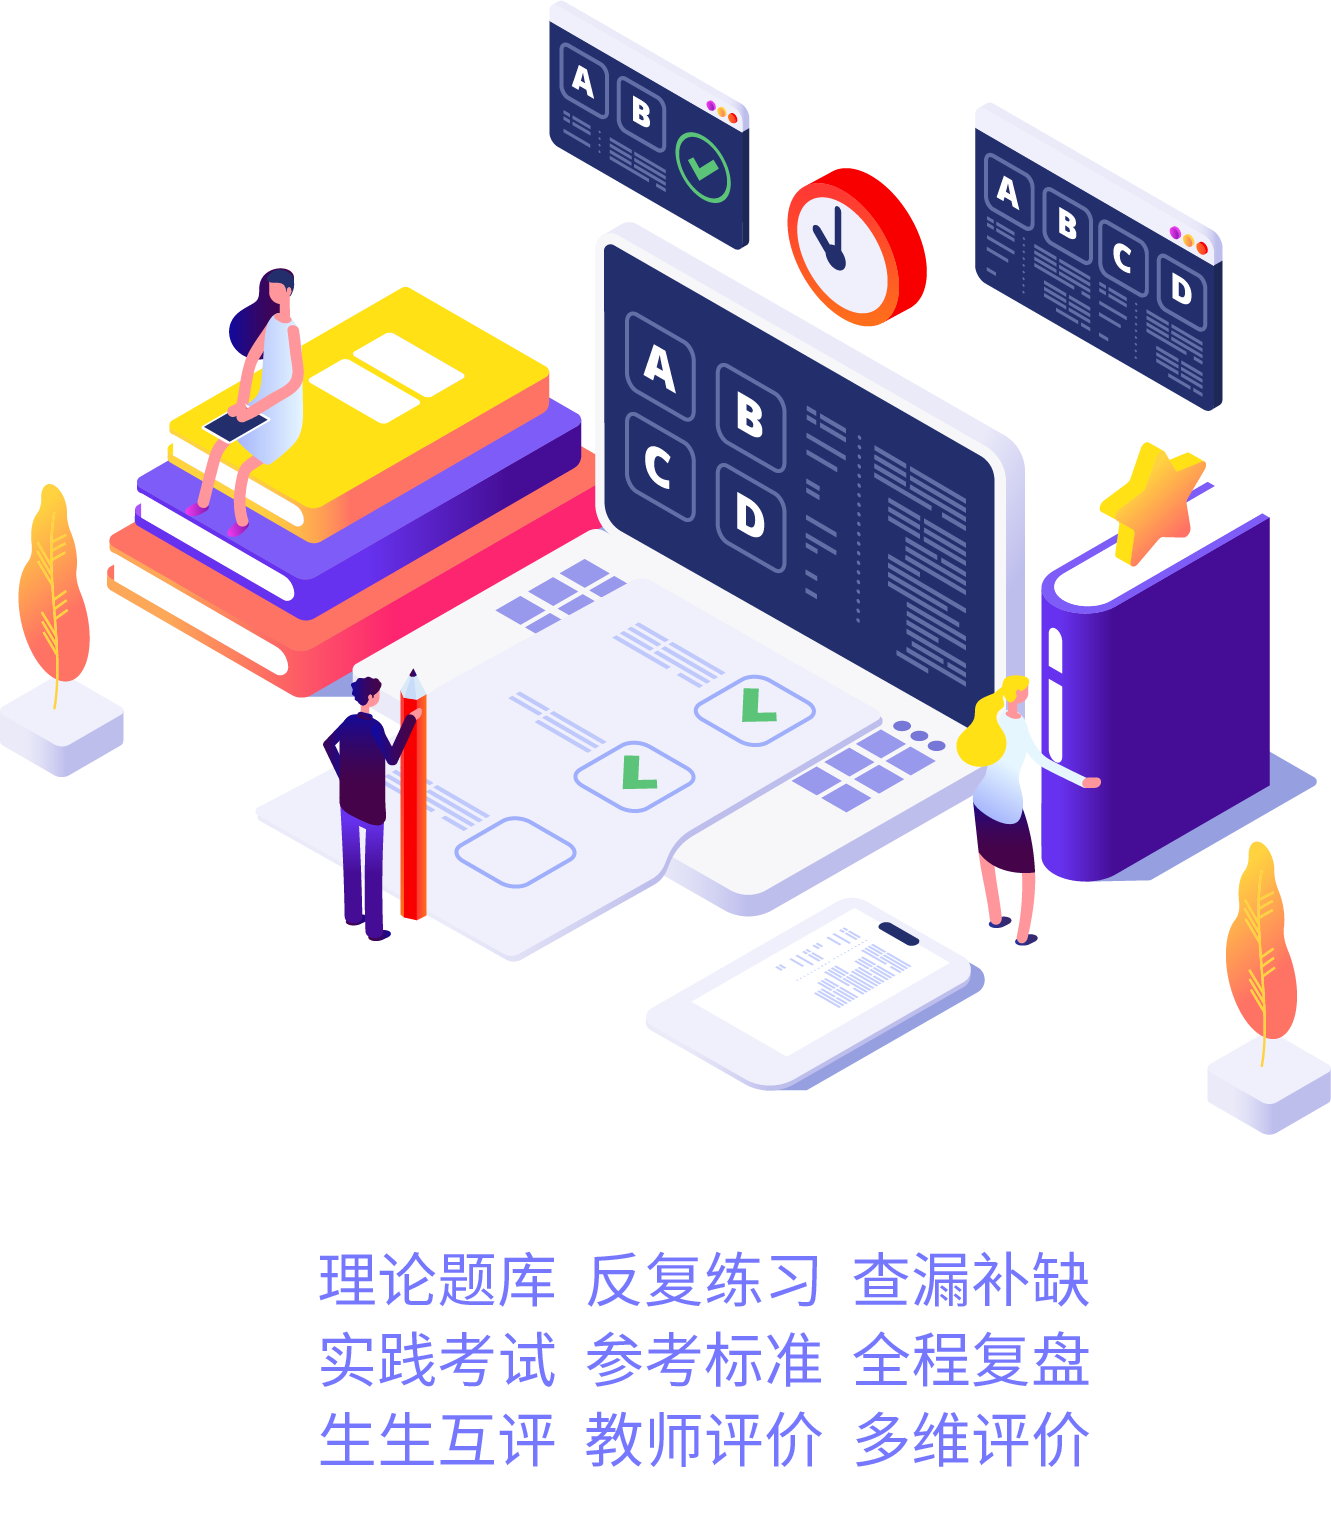 A B
A B C D
A B
C D
理论题库 反复练习 查漏补缺
实践考试 参考标准 全程复盘
生生互评 教师评价 多维评价